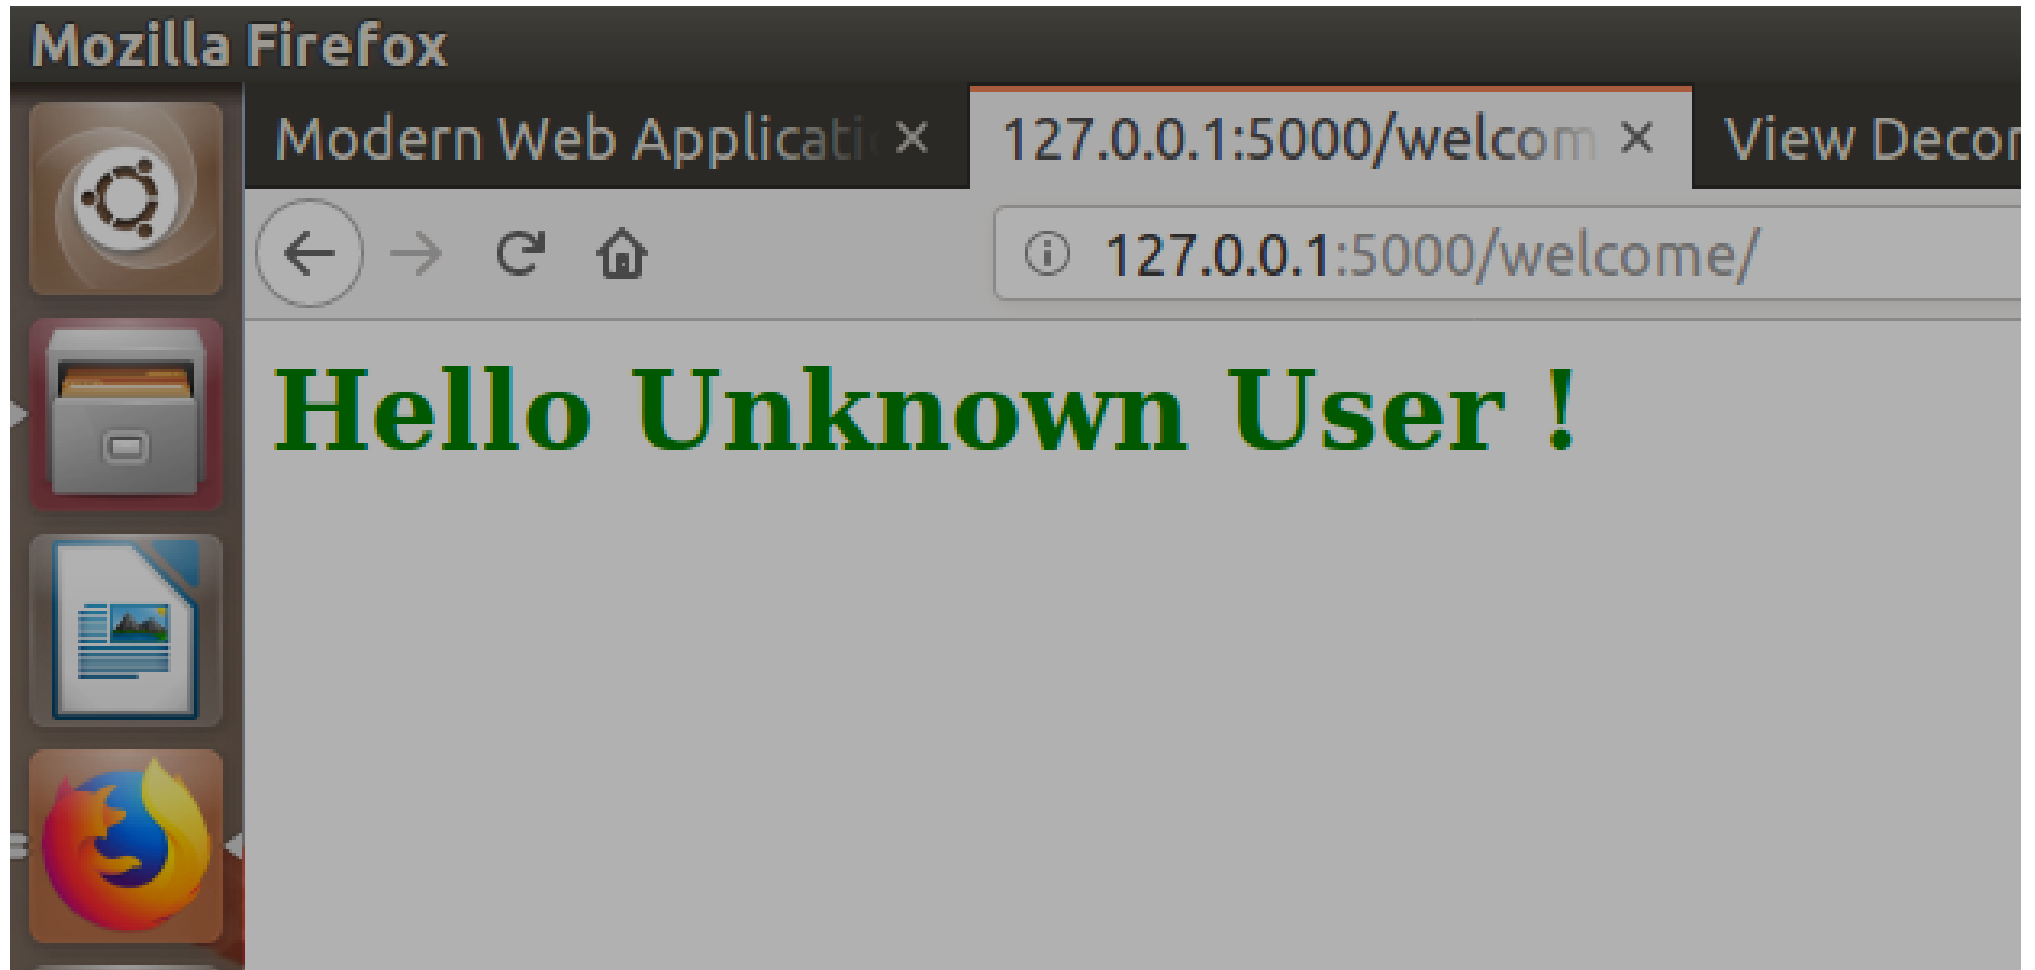 Mozilla Firefox
Modern Web Applicati
127.0.0.1:5000/welcom
View Decor
127.0.0.1:5000/welcome/
Hello Unknown User !